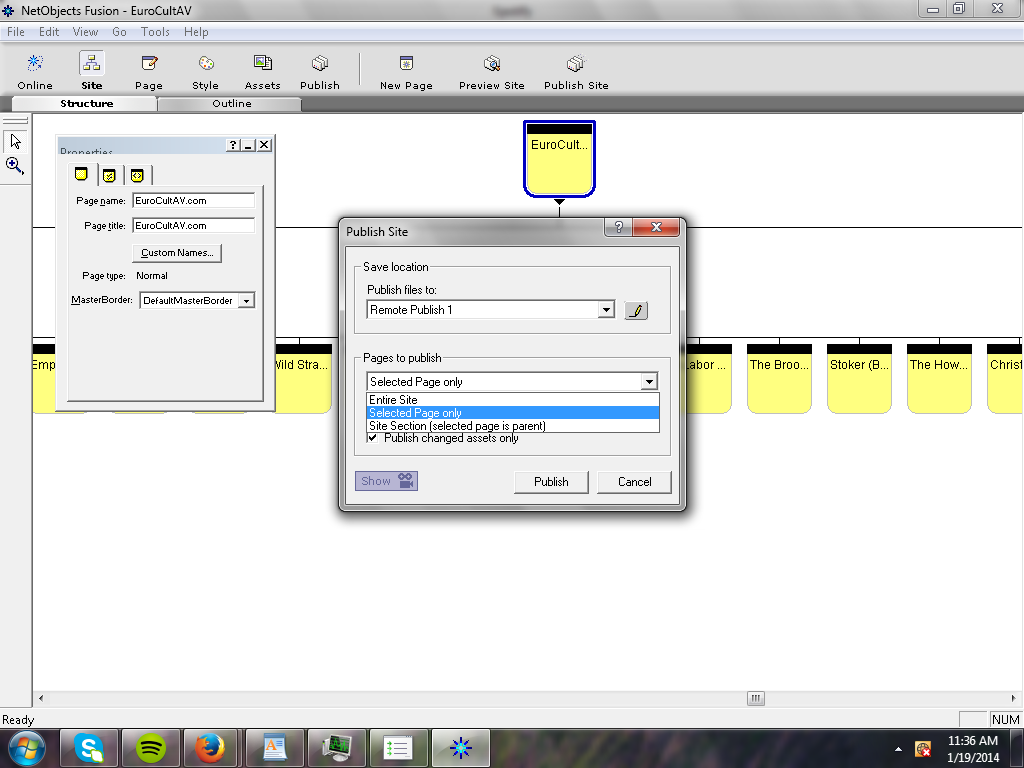 NetObjects Fusion - EuroCultAV
File Edit View Go Tools Help
Online Site Page Style Assets Publish New Page Preview Site Publish Site
Structure Outline
Properties
Page name: EuroCultAV.com
Page title: EuroCultAV.com
Custom Names...
Page type: Normal
MasterBorder: DefaultMasterBorder
EuroCult...
Publish Site
Save location
Publish files to:
Remote Publish 1
Pages to publish
Selected Page only
Entire Site
Selected Page only
Site Section (selected page is parent)
Publish changed assets only
Show Publish Cancel
Emp
Wild Stra...
Labor ...
The Broo...
Stoker (B...
The How...
Christ
Ready NUM
11:36 AM
1/19/2014